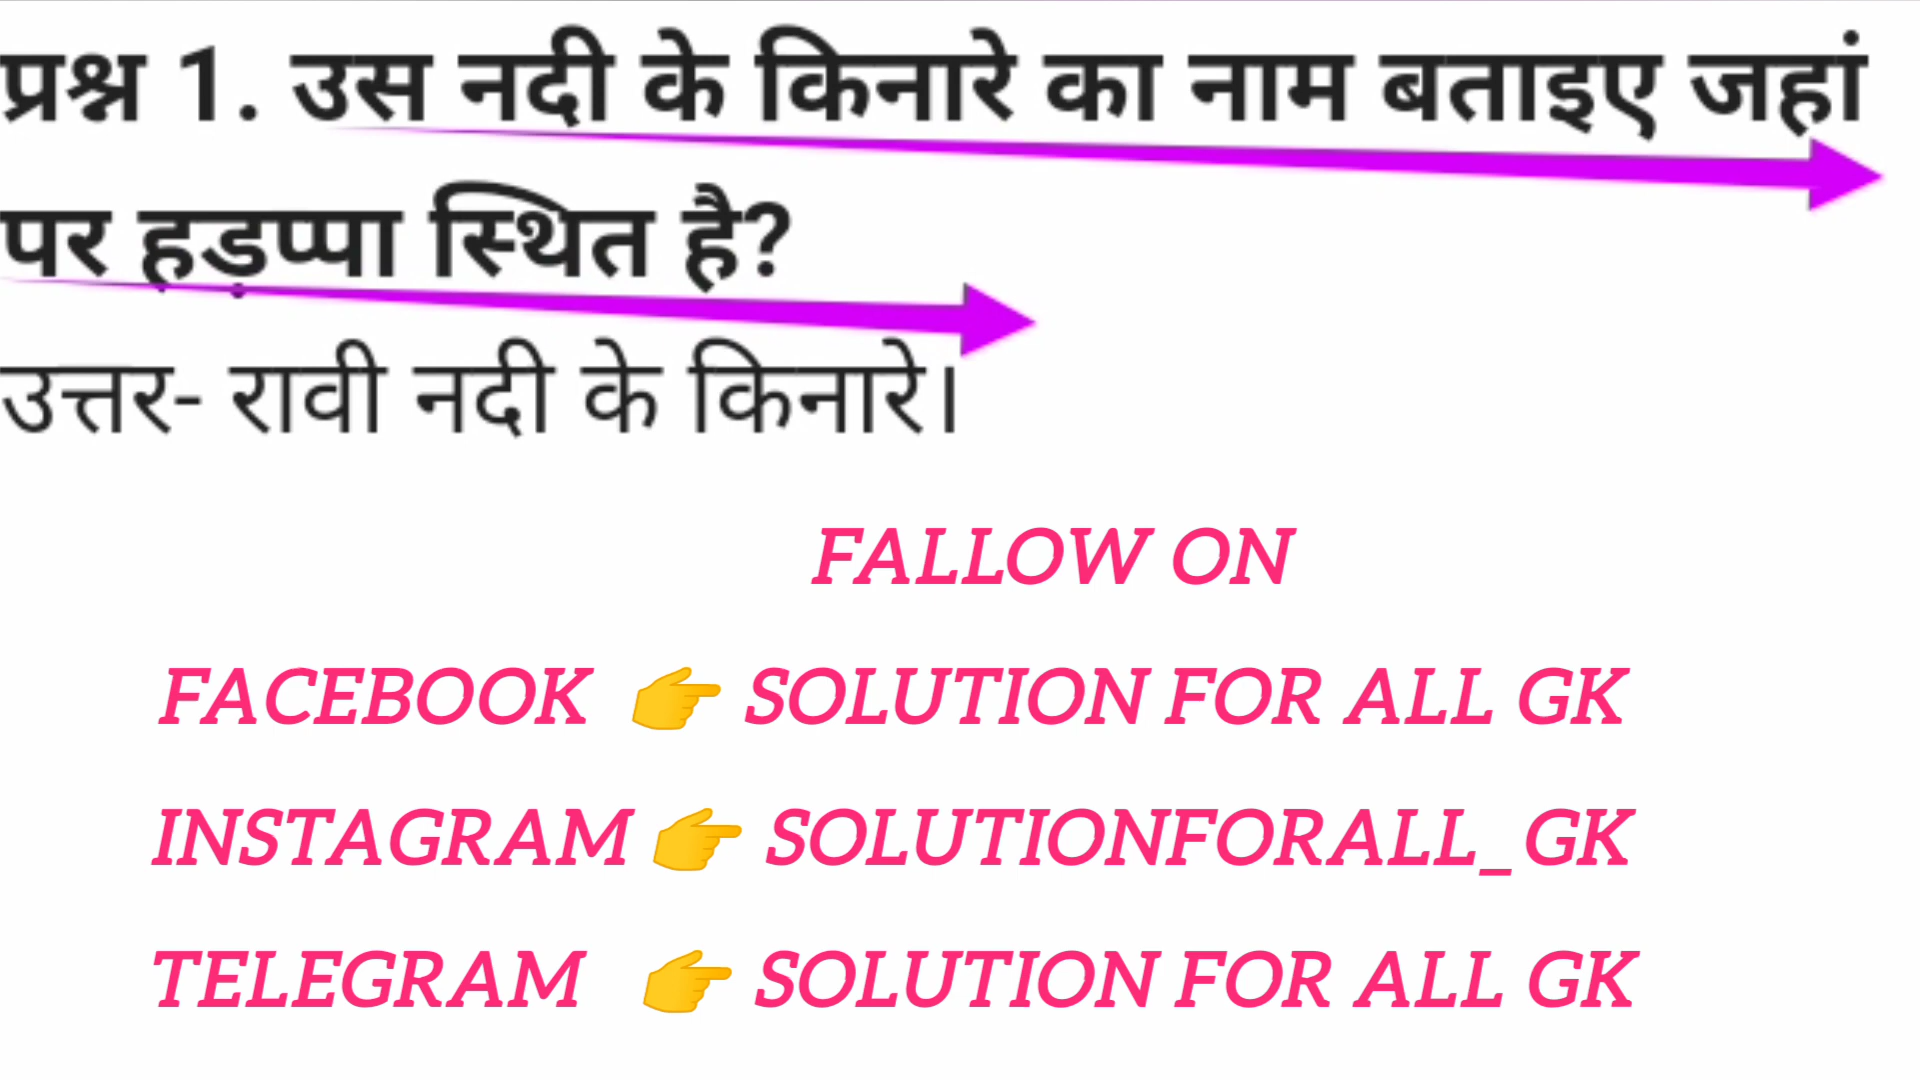 प्रश्न 1. उस नदी के किनारे का नाम बताइए जहां
पर हड़प्पा स्थित है?
उत्तर- रावी नदी के किनारे।
FALLOW ON
FACEBOOK 👉 SOLUTION FOR ALL GK
INSTAGRAM 👉 SOLUTIONFORALL_GK
TELEGRAM 👉 SOLUTION FOR ALL GK